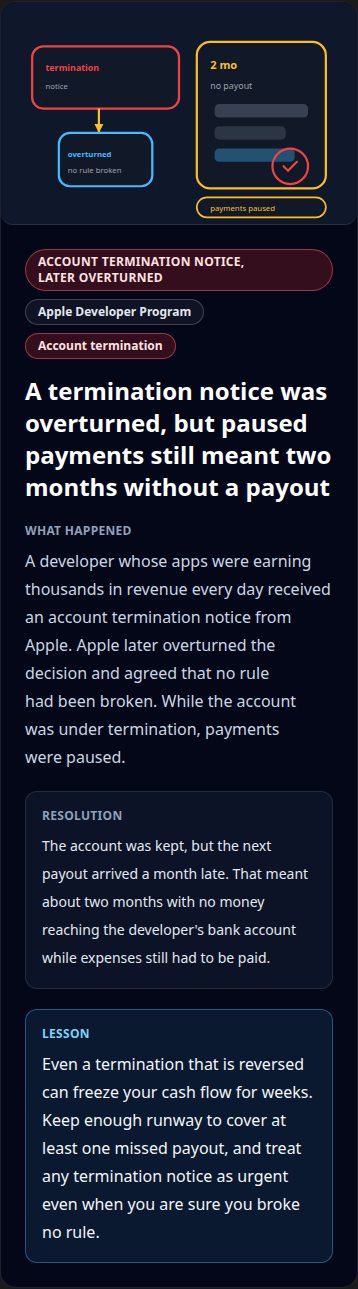 termination
notice
overturned
no rule broken
2 mo
no payout
payments paused
ACCOUNT TERMINATION NOTICE,
LATER OVERTURNED
Apple Developer Program
Account termination
A termination notice was
overturned, but paused
payments still meant two
months without a payout
WHAT HAPPENED
A developer whose apps were earning
thousands in revenue every day received
an account termination notice from
Apple. Apple later overturned the
decision and agreed that no rule
had been broken. While the account
was under termination, payments
were paused.
RESOLUTION
The account was kept, but the next
payout arrived a month late. That meant
about two months with no money
reaching the developer's bank account
while expenses still had to be paid.
LESSON
Even a termination that is reversed
can freeze your cash flow for weeks.
Keep enough runway to cover at
least one missed payout, and treat
any termination notice as urgent
even when you are sure you broke
no rule.